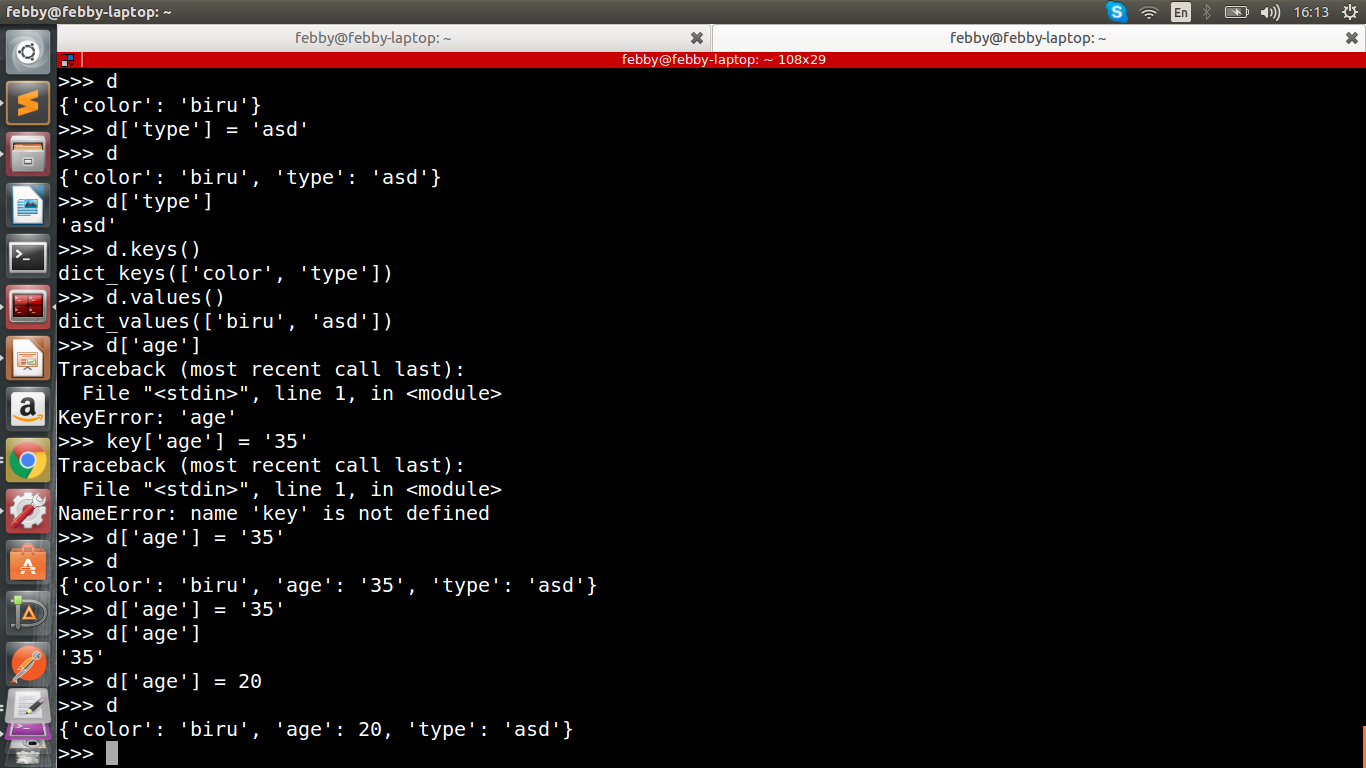 febby@febby-laptop: ~
En
16:13
febby@febby-laptop: ~
febby@febby-laptop: ~
febby@febby-laptop: ~ 108x29
>>> d
{'color': 'biru'}
>>> d['type'] = 'asd'
>>> d
{'color': 'biru', 'type': 'asd'}
>>> d['type']
'asd'
>>> d.keys()
dict_keys(['color', 'type'])
>>> d.values()
dict_values(['biru', 'asd'])
>>> d['age']
Traceback (most recent call last):
  File "<stdin>", line 1, in <module>
KeyError: 'age'
>>> key['age'] = '35'
Traceback (most recent call last):
  File "<stdin>", line 1, in <module>
NameError: name 'key' is not defined
>>> d['age'] = '35'
>>> d
{'color': 'biru', 'age': '35', 'type': 'asd'}
>>> d['age'] = '35'
>>> d['age']
'35'
>>> d['age'] = 20
>>> d
{'color': 'biru', 'age': 20, 'type': 'asd'}
>>>